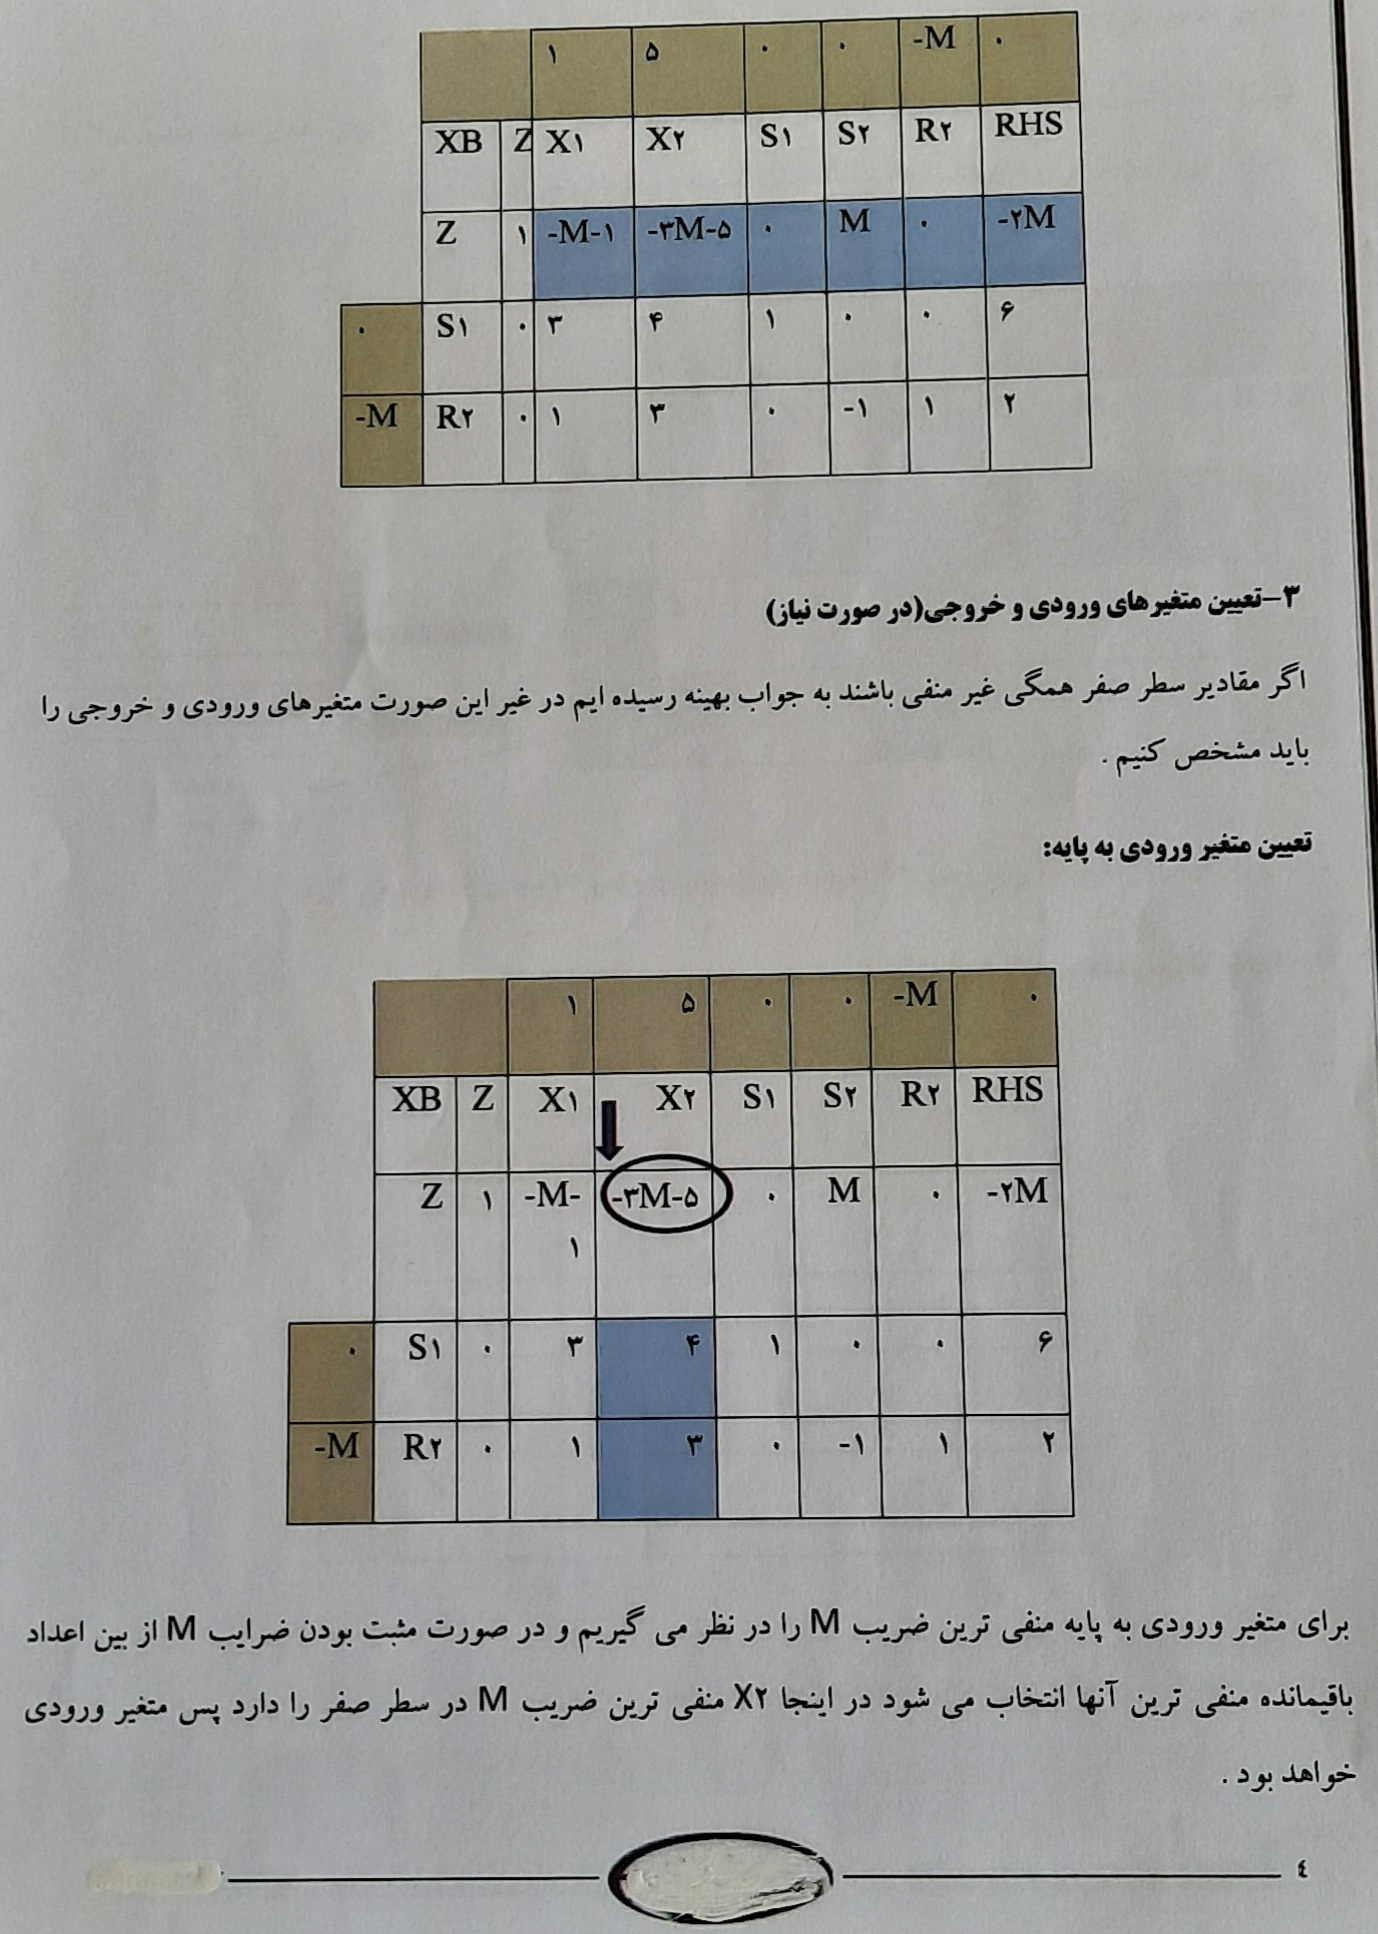 ۱ ۵ ۰ ۰ -M ۰
XB Z X۱ X۲ S۱ S۲ R۲ RHS
Z ۱ -M-۱ -۳M-۵ ۰ M ۰ -۲M
۰ S۱ ۰ ۳ ۴ ۱ ۰ ۰ ۶
-M R۲ ۰ ۱ ۳ ۰ -۱ ۱ ۲
۳-تعیین متغیرهای ورودی و خروجی(در صورت نیاز)
اگر مقادیر سطر صفر همگی غیر منفی باشند به جواب بهینه رسیده ایم در غیر این صورت متغیرهای ورودی و خروجی را
باید مشخص کنیم .
تعیین متغیر ورودی به پایه:
۱ ۵ ۰ ۰ -M ۰
XB Z X۱ X۲ S۱ S۲ R۲ RHS
Z ۱ -M- -۳M-۵ ۰ M ۰ -۲M
۱
۰ S۱ ۰ ۳ ۴ ۱ ۰ ۰ ۶
-M R۲ ۰ ۱ ۳ ۰ -۱ ۱ ۲
برای متغیر ورودی به پایه منفی ترین ضریب M را در نظر می گیریم و در صورت مثبت بودن ضرایب M از بین اعداد
باقیمانده منفی ترین آنها انتخاب می شود در اینجا X۲ منفی ترین ضریب M در سطر صفر را دارد پس متغیر ورودی
خواهد بود .
٤